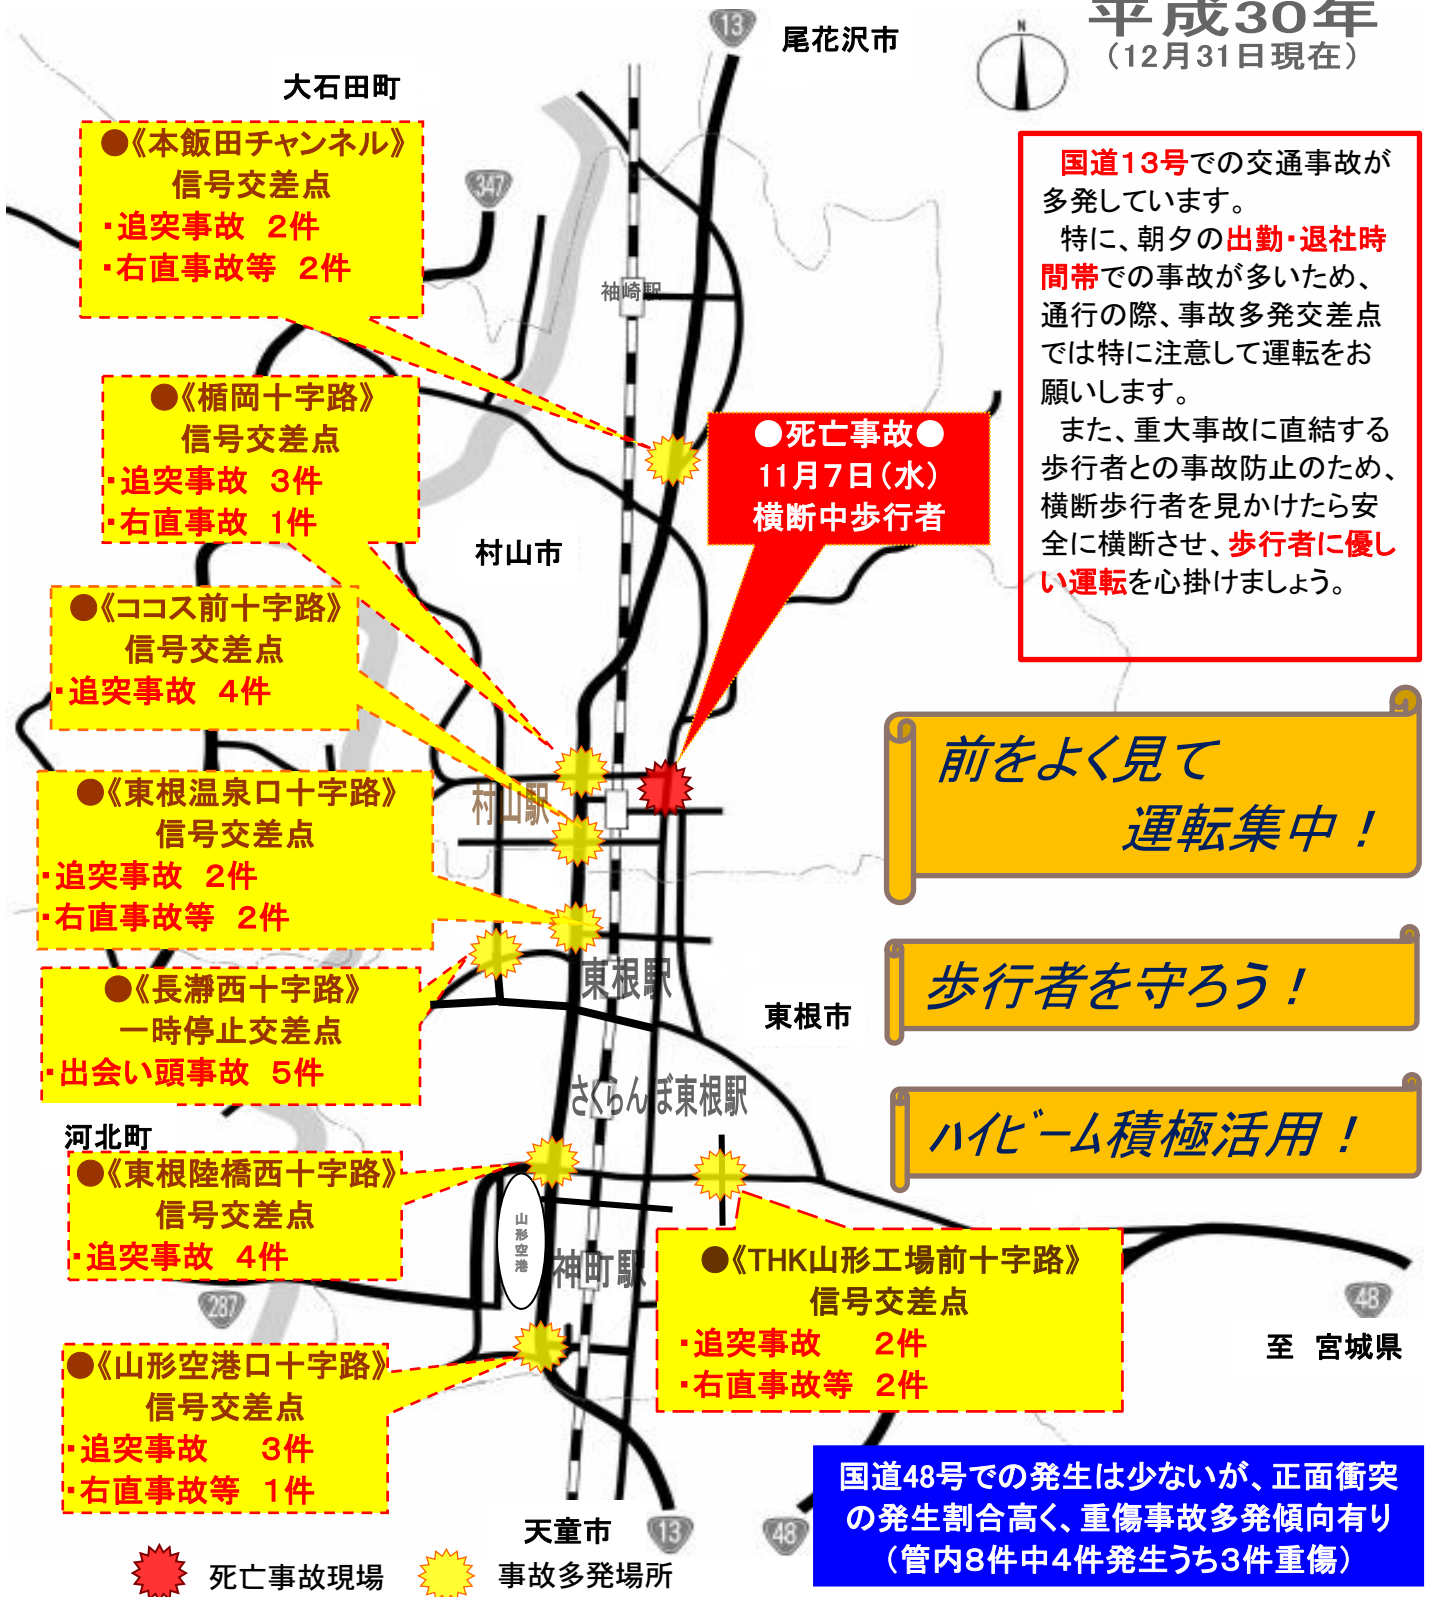 平成30年
（12月31日現在）
13
尾花沢市
N
大石田町
●《本飯田チャンネル》
信号交差点
・追突事故 2件
・右直事故等 2件
347
国道13号での交通事故が
多発しています。
特に、朝夕の出勤・退社時
間帯での事故が多いため、
通行の際、事故多発交差点
では特に注意して運転をお
願いします。
また、重大事故に直結する
歩行者との事故防止のため、
横断歩行者を見かけたら安
全に横断させ、歩行者に優し
い運転を心掛けましょう。
袖崎駅
●《楯岡十字路》
信号交差点
・追突事故 3件
・右直事故 1件
●死亡事故●
11月7日（水）
横断中歩行者
村山市
●《ココス前十字路》
信号交差点
・追突事故 4件
前をよく見て
運転集中！
村山駅
●《東根温泉口十字路》
信号交差点
・追突事故 2件
・右直事故等 2件
歩行者を守ろう！
東根駅
●《長瀞西十字路》
一時停止交差点
・出会い頭事故 5件
東根市
さくらんぼ東根駅
ハイビーム積極活用！
河北町
●《東根陸橋西十字路》
信号交差点
・追突事故 4件
山形空港
神町駅
●《THK山形工場前十字路》
信号交差点
・追突事故 2件
・右直事故等 2件
287
48
至 宮城県
●《山形空港口十字路》
信号交差点
・追突事故 3件
・右直事故等 1件
国道48号での発生は少ないが、正面衝突
の発生割合高く、重傷事故多発傾向有り
（管内8件中4件発生うち3件重傷）
天童市
13
48
死亡事故現場
事故多発場所